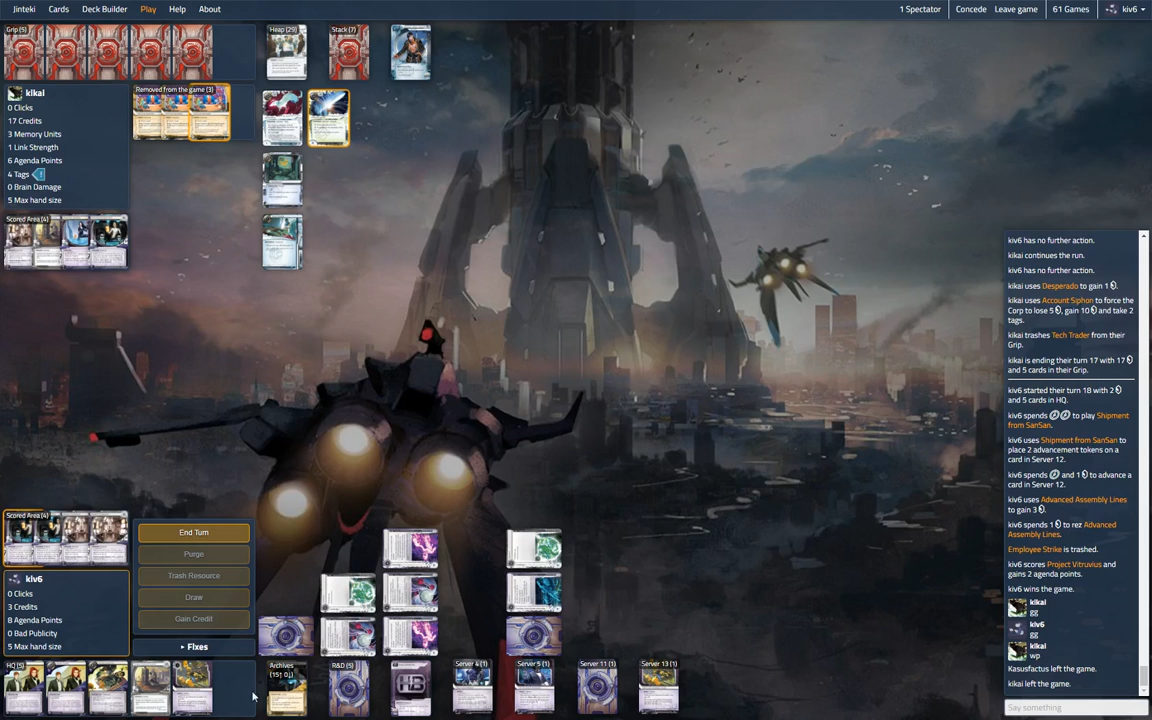 Jinteki Cards Deck Builder Play Help About
1 Spectator Concede Leave game 61 Games kiv6
Grip (5)
Heap (29)
Stack (7)
kikai
0 Clicks
17 Credits
3 Memory Units
1 Link Strength
6 Agenda Points
4 Tags !
0 Brain Damage
5 Max hand size
Removed from the game (3)
Scored Area (4)
Scored Area (4)
kiv6
0 Clicks
3 Credits
8 Agenda Points
0 Bad Publicity
5 Max hand size
End Turn
Purge
Trash Resource
Draw
Gain Credit
Fixes
HQ (5)
Archives
(15↑ 0↓)
R&D (5)
Server 4 (1)
Server 5 (1)
Server 11 (1)
Server 13 (1)
kiv6 has no further action.
kikai continues the run.
kiv6 has no further action.
kikai uses Desperado to gain 1.
kikai uses Account Siphon to force the
Corp to lose 5, gain 10 and take 2
tags.
kikai trashes Tech Trader from their
Grip.
kikai is ending their turn 17 with 17
and 5 cards in their Grip.
kiv6 started their turn 18 with 2
and 5 cards in HQ.
kiv6 spends to play Shipment
from SanSan.
kiv6 uses Shipment from SanSan to
place 2 advancement tokens on a
card in Server 12.
kiv6 spends and 1 to advance a
card in Server 12.
kiv6 uses Advanced Assembly Lines
to gain 3.
kiv6 spends 1 to rez Advanced
Assembly Lines.
Employee Strike is trashed.
kiv6 scores Project Vitruvius and
gains 2 agenda points.
kiv6 wins the game.
kikai
gg
kiv6
gg
kikai
wp
Kasusfactus left the game.
kikai left the game.
Say something